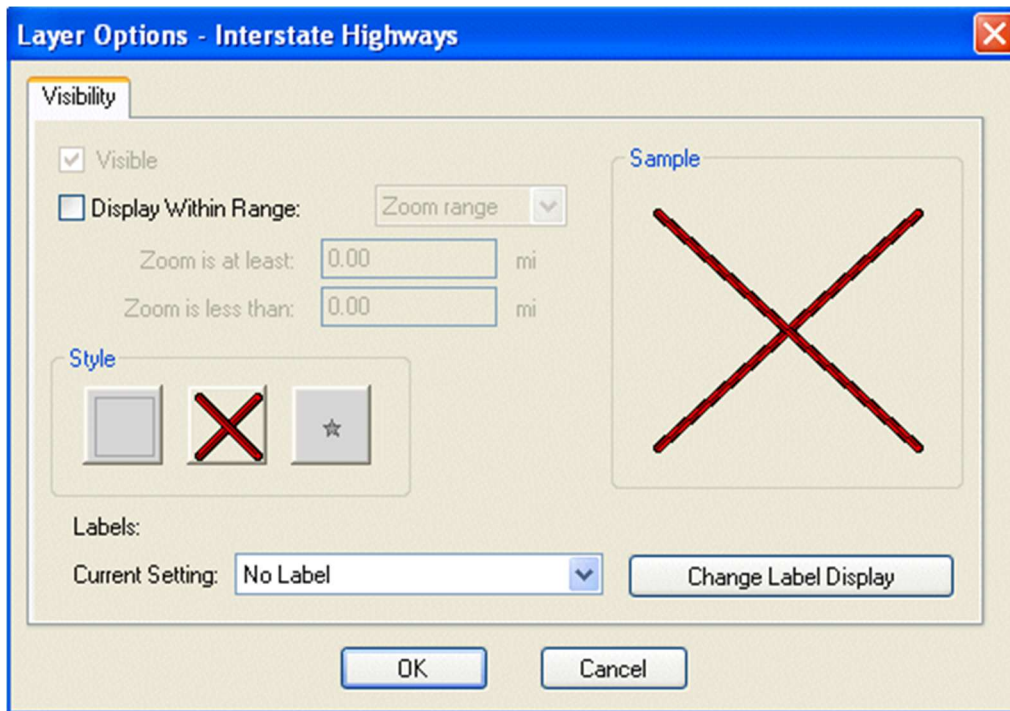 Layer Options - Interstate Highways
Visibility
Visible
Display Within Range: Zoom range
Zoom is at least: 0.00 mi
Zoom is less than: 0.00 mi
Sample
Style
Labels:
Current Setting: No Label Change Label Display
OK Cancel